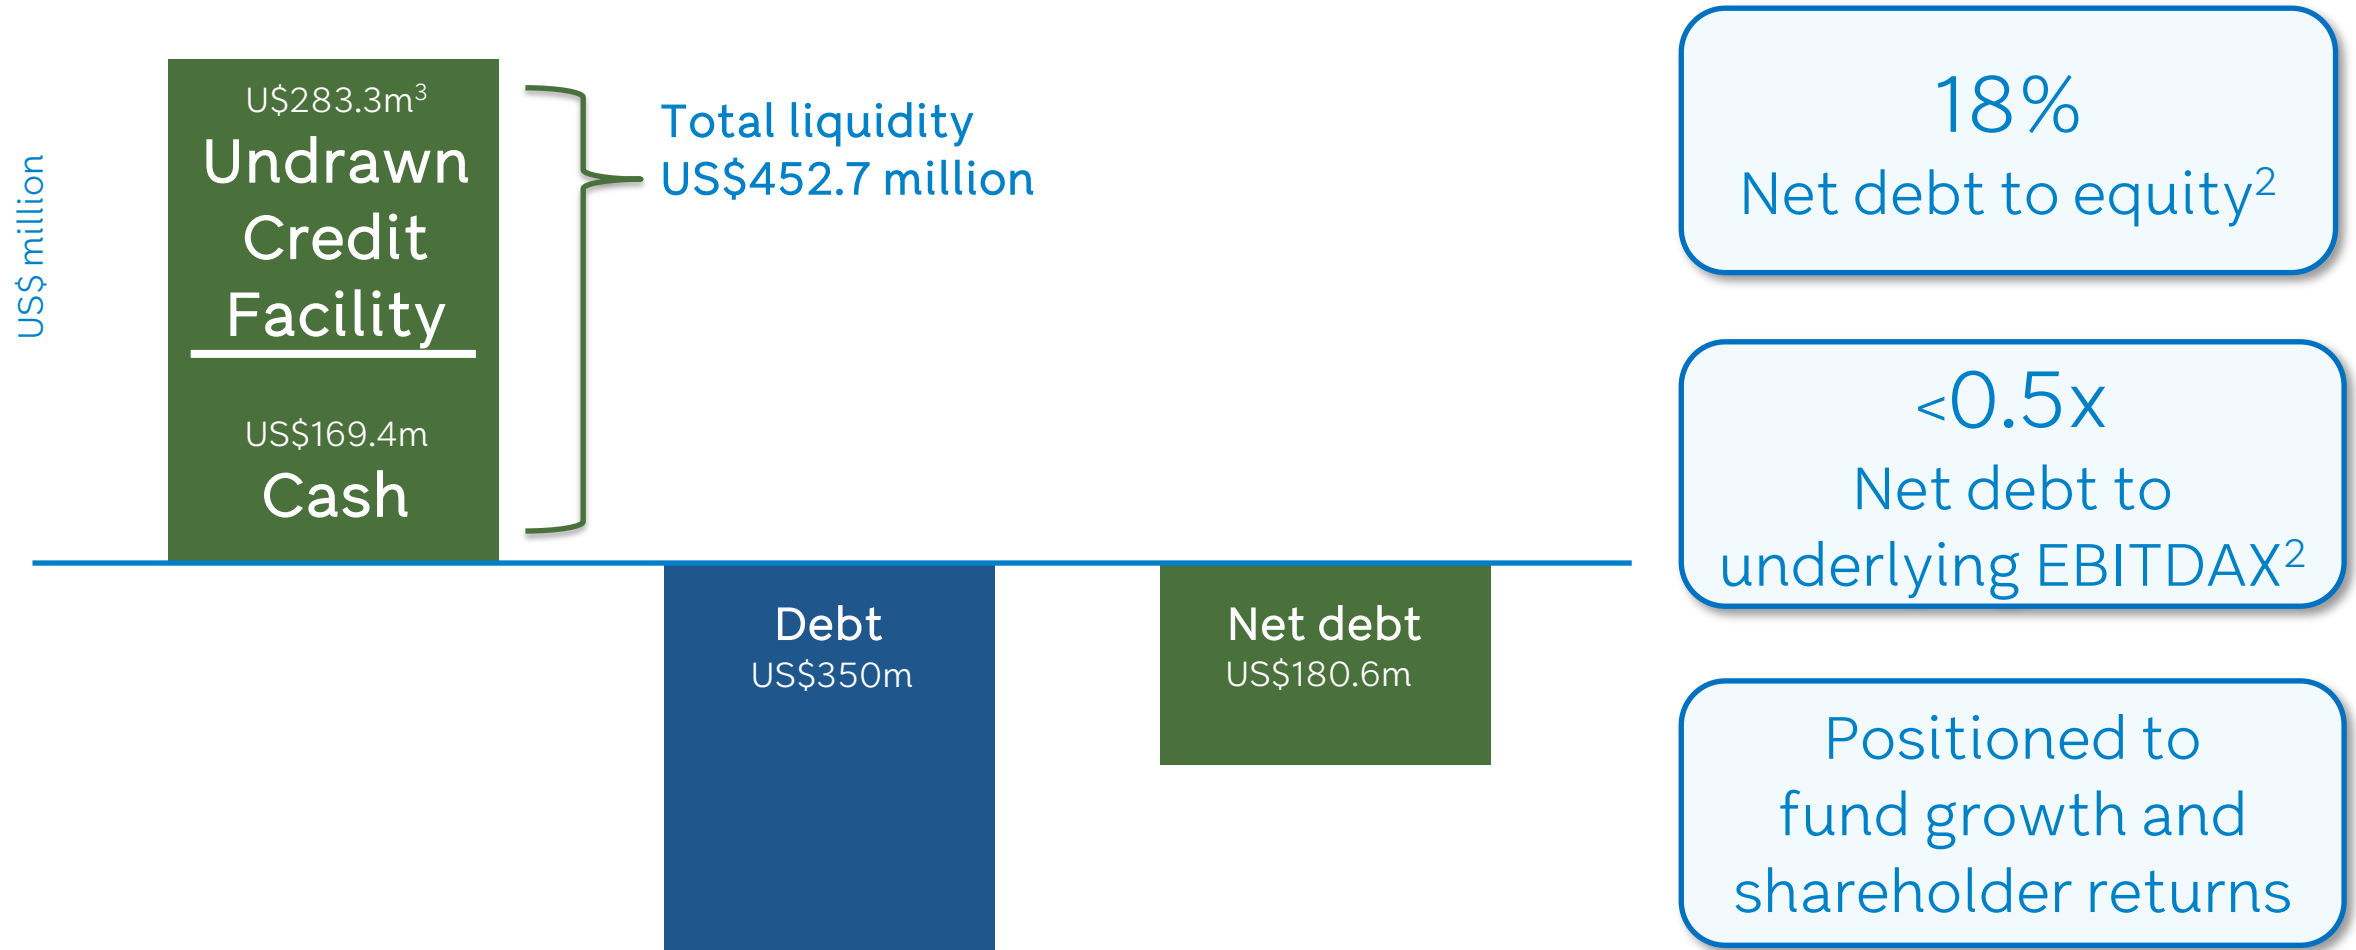 US$ million
U$283.3m³
Undrawn
Credit
Facility
US$169.4m
Cash
Total liquidity
US$452.7 million
Debt
US$350m
Net debt
US$180.6m
18%
Net debt to equity²
<0.5x
Net debt to
underlying EBITDAX²
Positioned to
fund growth and
shareholder returns